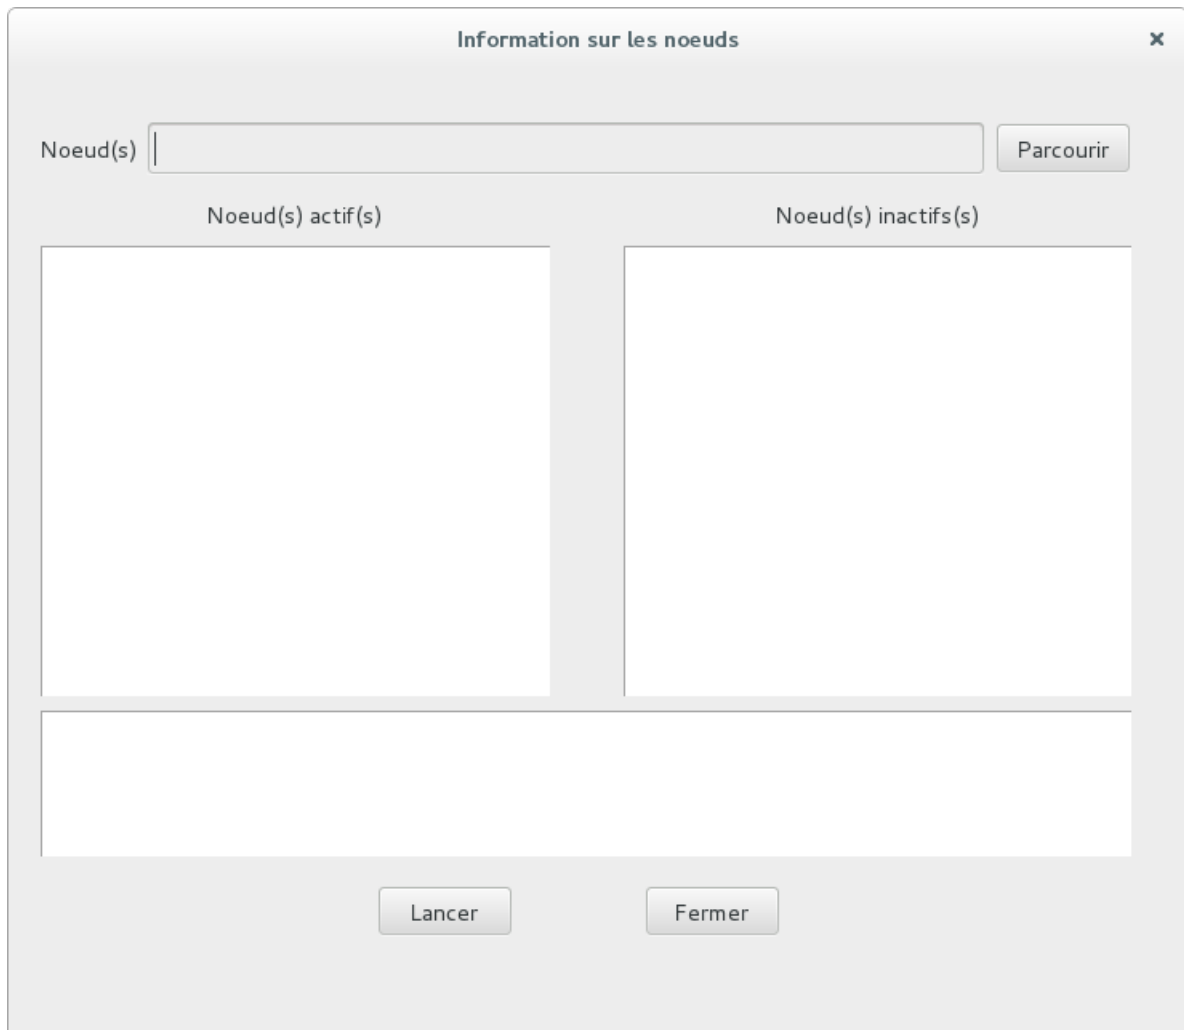 Information sur les noeuds
Noeud(s)
Parcourir
Noeud(s) actif(s)
Noeud(s) inactifs(s)
Lancer
Fermer